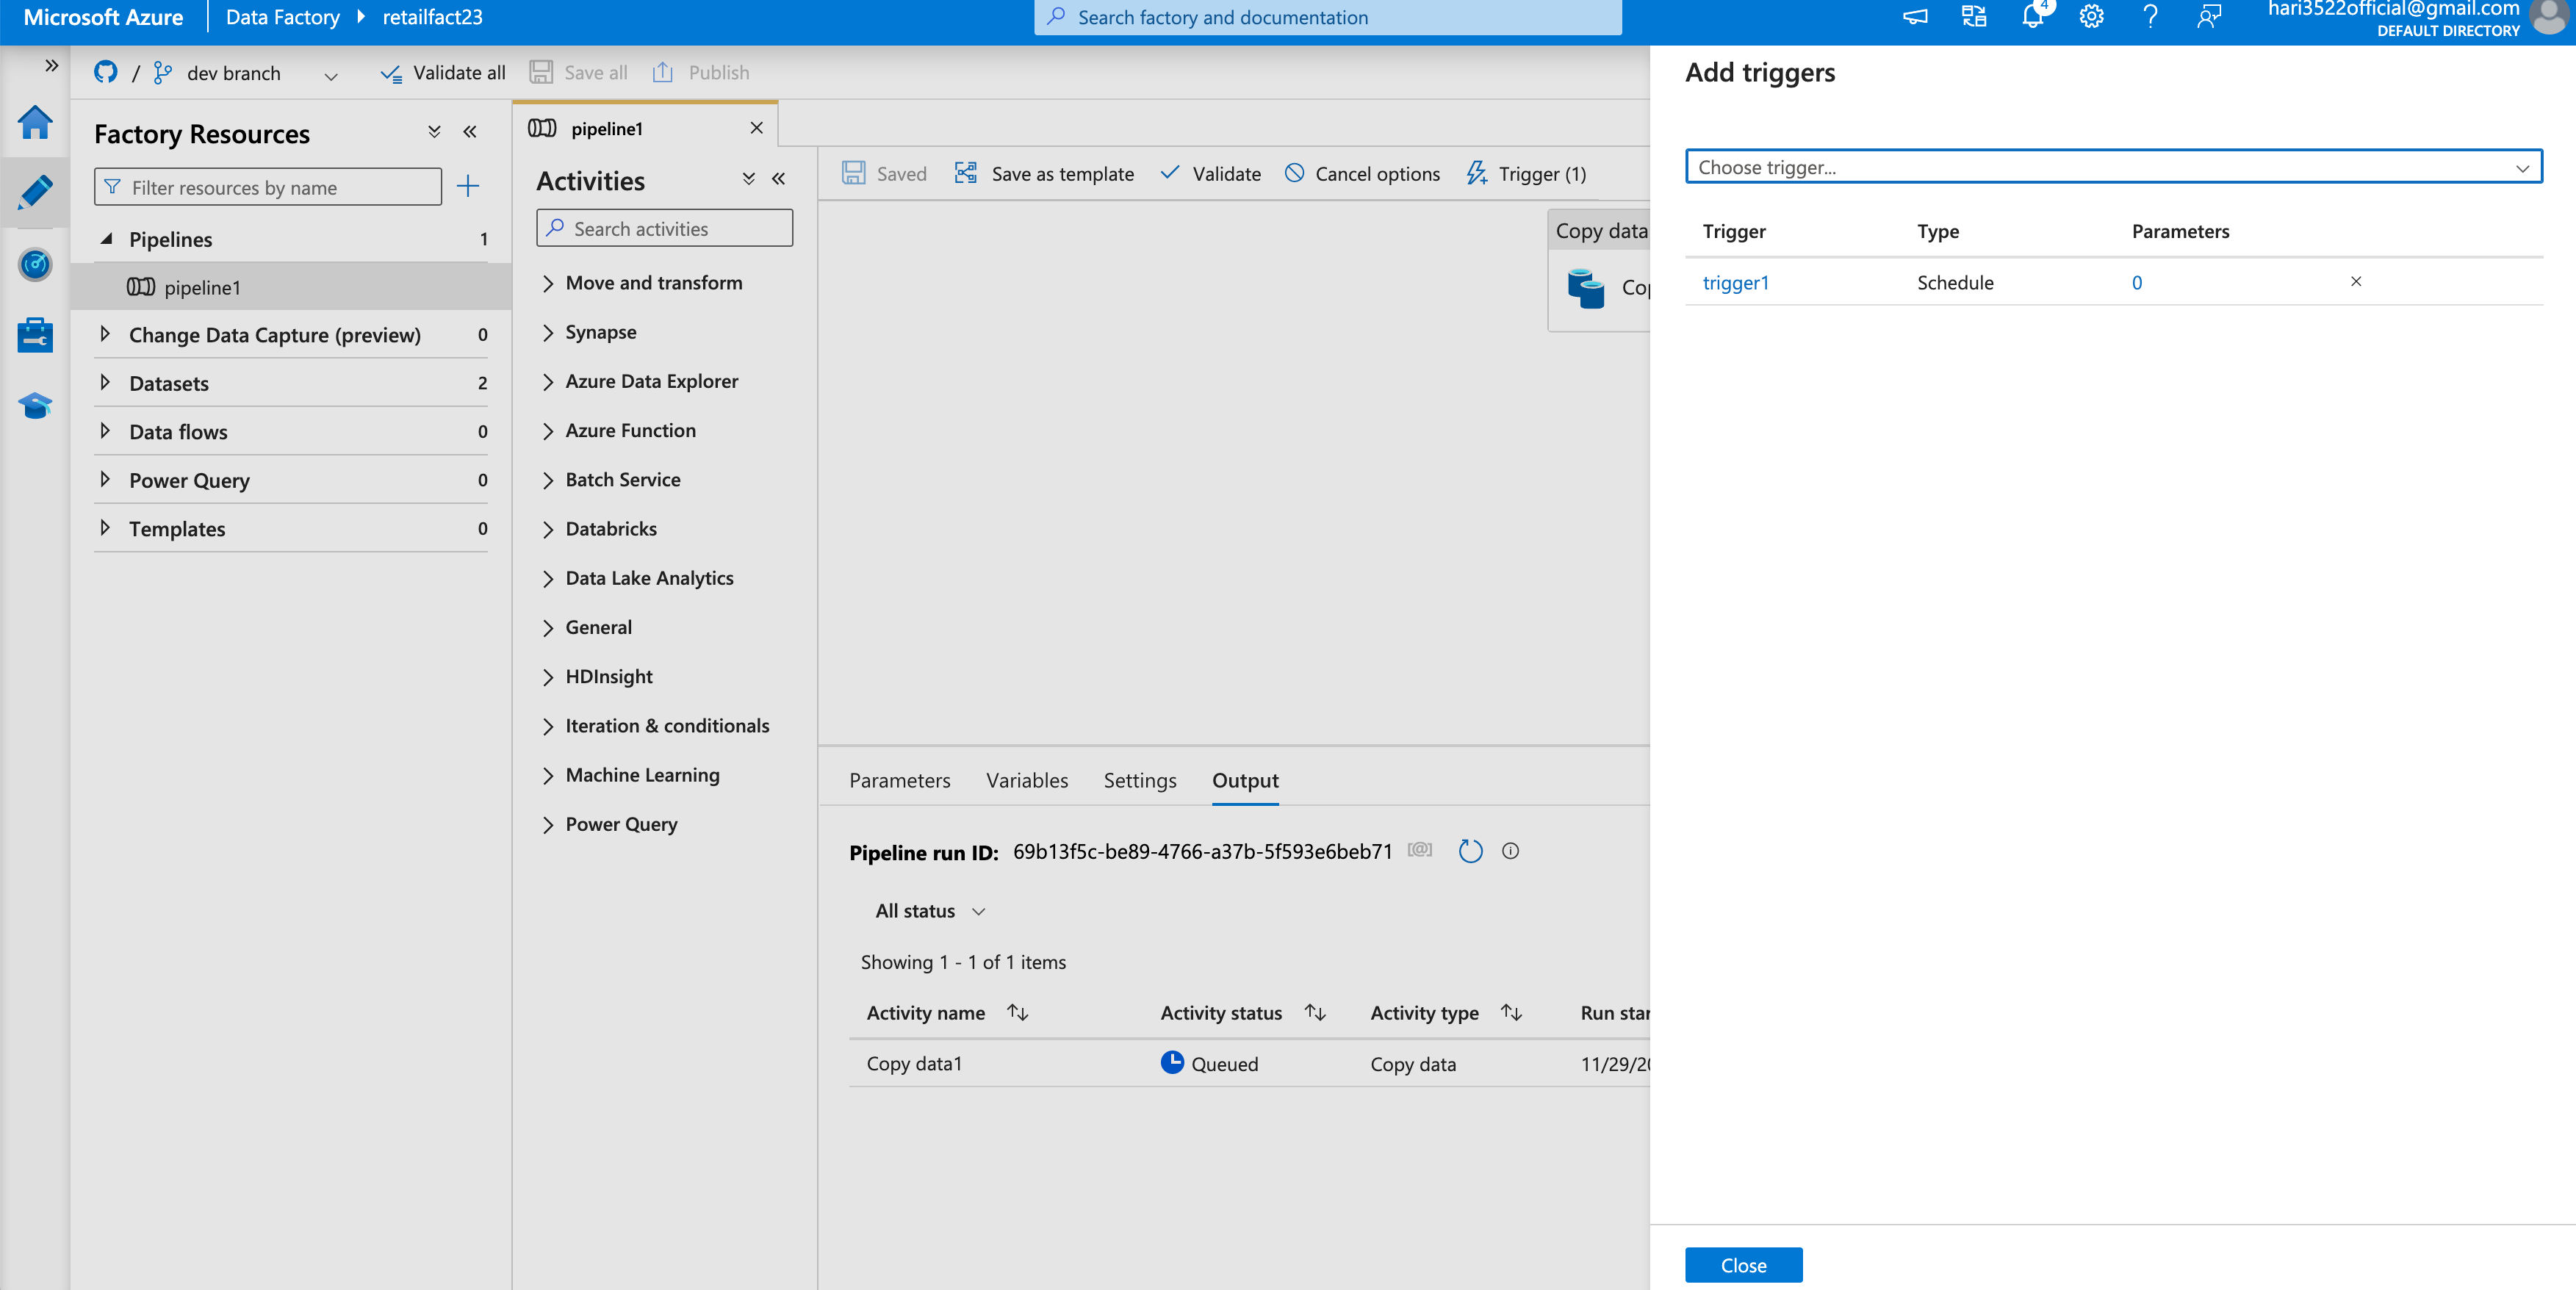 Microsoft Azure
Data Factory
retailfact23
Search factory and documentation
4
hari3522official@gmail.com
DEFAULT DIRECTORY
/ dev branch
Validate all
Save all
Publish
Factory Resources
Filter resources by name
Pipelines 1
pipeline1
Change Data Capture (preview) 0
Datasets 2
Data flows 0
Power Query 0
Templates 0
pipeline1
Activities
Search activities
Move and transform
Synapse
Azure Data Explorer
Azure Function
Batch Service
Databricks
Data Lake Analytics
General
HDInsight
Iteration & conditionals
Machine Learning
Power Query
Saved
Save as template
Validate
Cancel options
Trigger (1)
Copy data
Cop
Parameters Variables Settings Output
Pipeline run ID: 69b13f5c-be89-4766-a37b-5f593e6beb71 [@]
All status
Showing 1 - 1 of 1 items
Activity name Activity status Activity type Run star
Copy data1 Queued Copy data 11/29/20
Add triggers
Choose trigger...
Trigger Type Parameters
trigger1 Schedule 0
Close